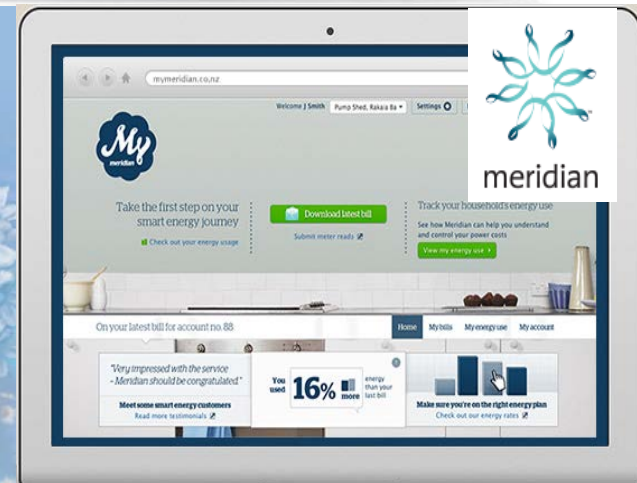 mymeridian.co.nz
meridian
Welcome J Smith
Pump Shed, Rakaia Ba
Settings
My
meridian
Take the first step on your
smart energy journey
Check out your energy usage
Download latest bill
Submit meter reads
Track your household's energy use
See how Meridian can help you understand
and control your power costs
View my energy use
On your latest bill for account no. 88
Home
My bills
My energy use
My account
"Very impressed with the service
- Meridian should be congratulated."
Meet some smart energy customers
Read more testimonials
You
used
16%
more
energy
than your
last bill
?
Make sure you're on the right energy plan
Check out our energy rates